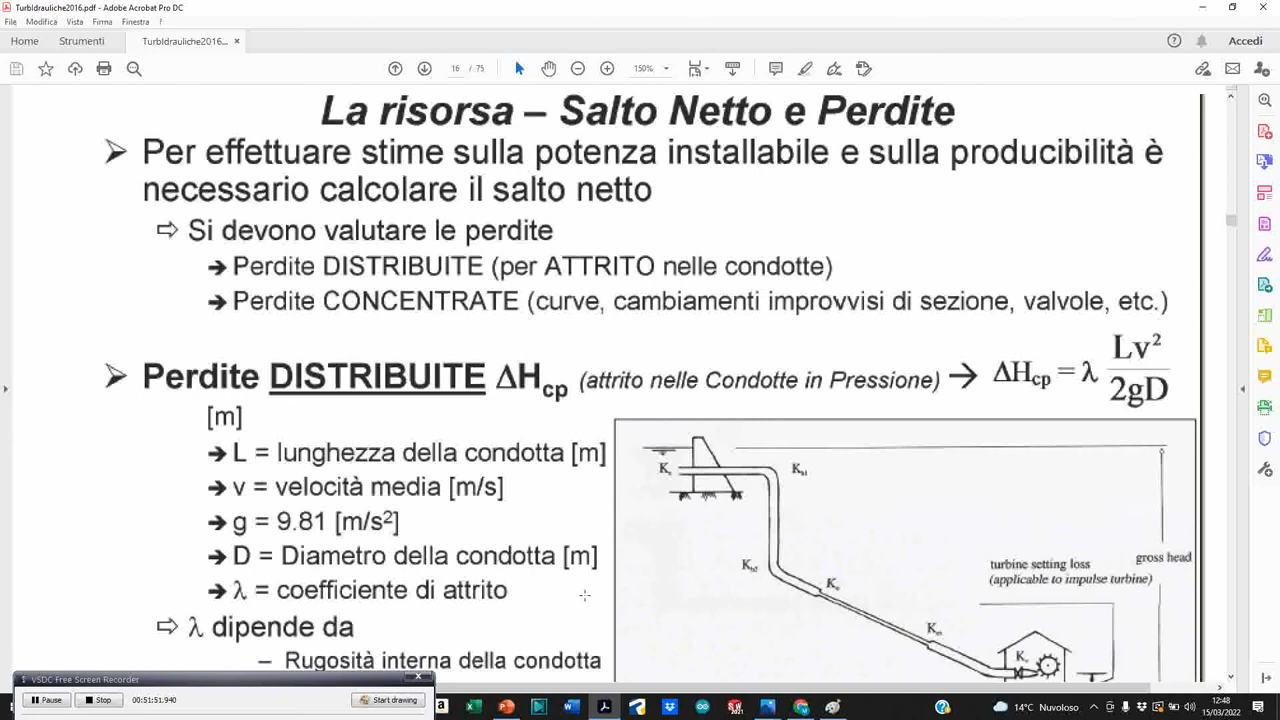 TurbIdrauliche2016.pdf - Adobe Acrobat Pro DC
File Modifica Vista Firma Finestra ?
Home Strumenti TurbIdrauliche2016... × Accedi
16 / 75 150%
La risorsa – Salto Netto e Perdite
➢ Per effettuare stime sulla potenza installabile e sulla producibilità è
necessario calcolare il salto netto
⇨ Si devono valutare le perdite
➔ Perdite DISTRIBUITE (per ATTRITO nelle condotte)
➔ Perdite CONCENTRATE (curve, cambiamenti improvvisi di sezione, valvole, etc.)
➢ Perdite DISTRIBUITE ΔHcp (attrito nelle Condotte in Pressione) → ΔHcp = λ Lv²/2gD
[m]
➔ L = lunghezza della condotta [m]
➔ v = velocità media [m/s]
➔ g = 9.81 [m/s²]
➔ D = Diametro della condotta [m]
➔ λ = coefficiente di attrito
⇨ λ dipende da
– Rugosità interna della condotta
gross head
turbine setting loss
(applicable to impulse turbine)
VSDC Free Screen Recorder
Pause Stop 00:51:51.940 Start drawing
14°C Nuvoloso
12:48
15/03/2022